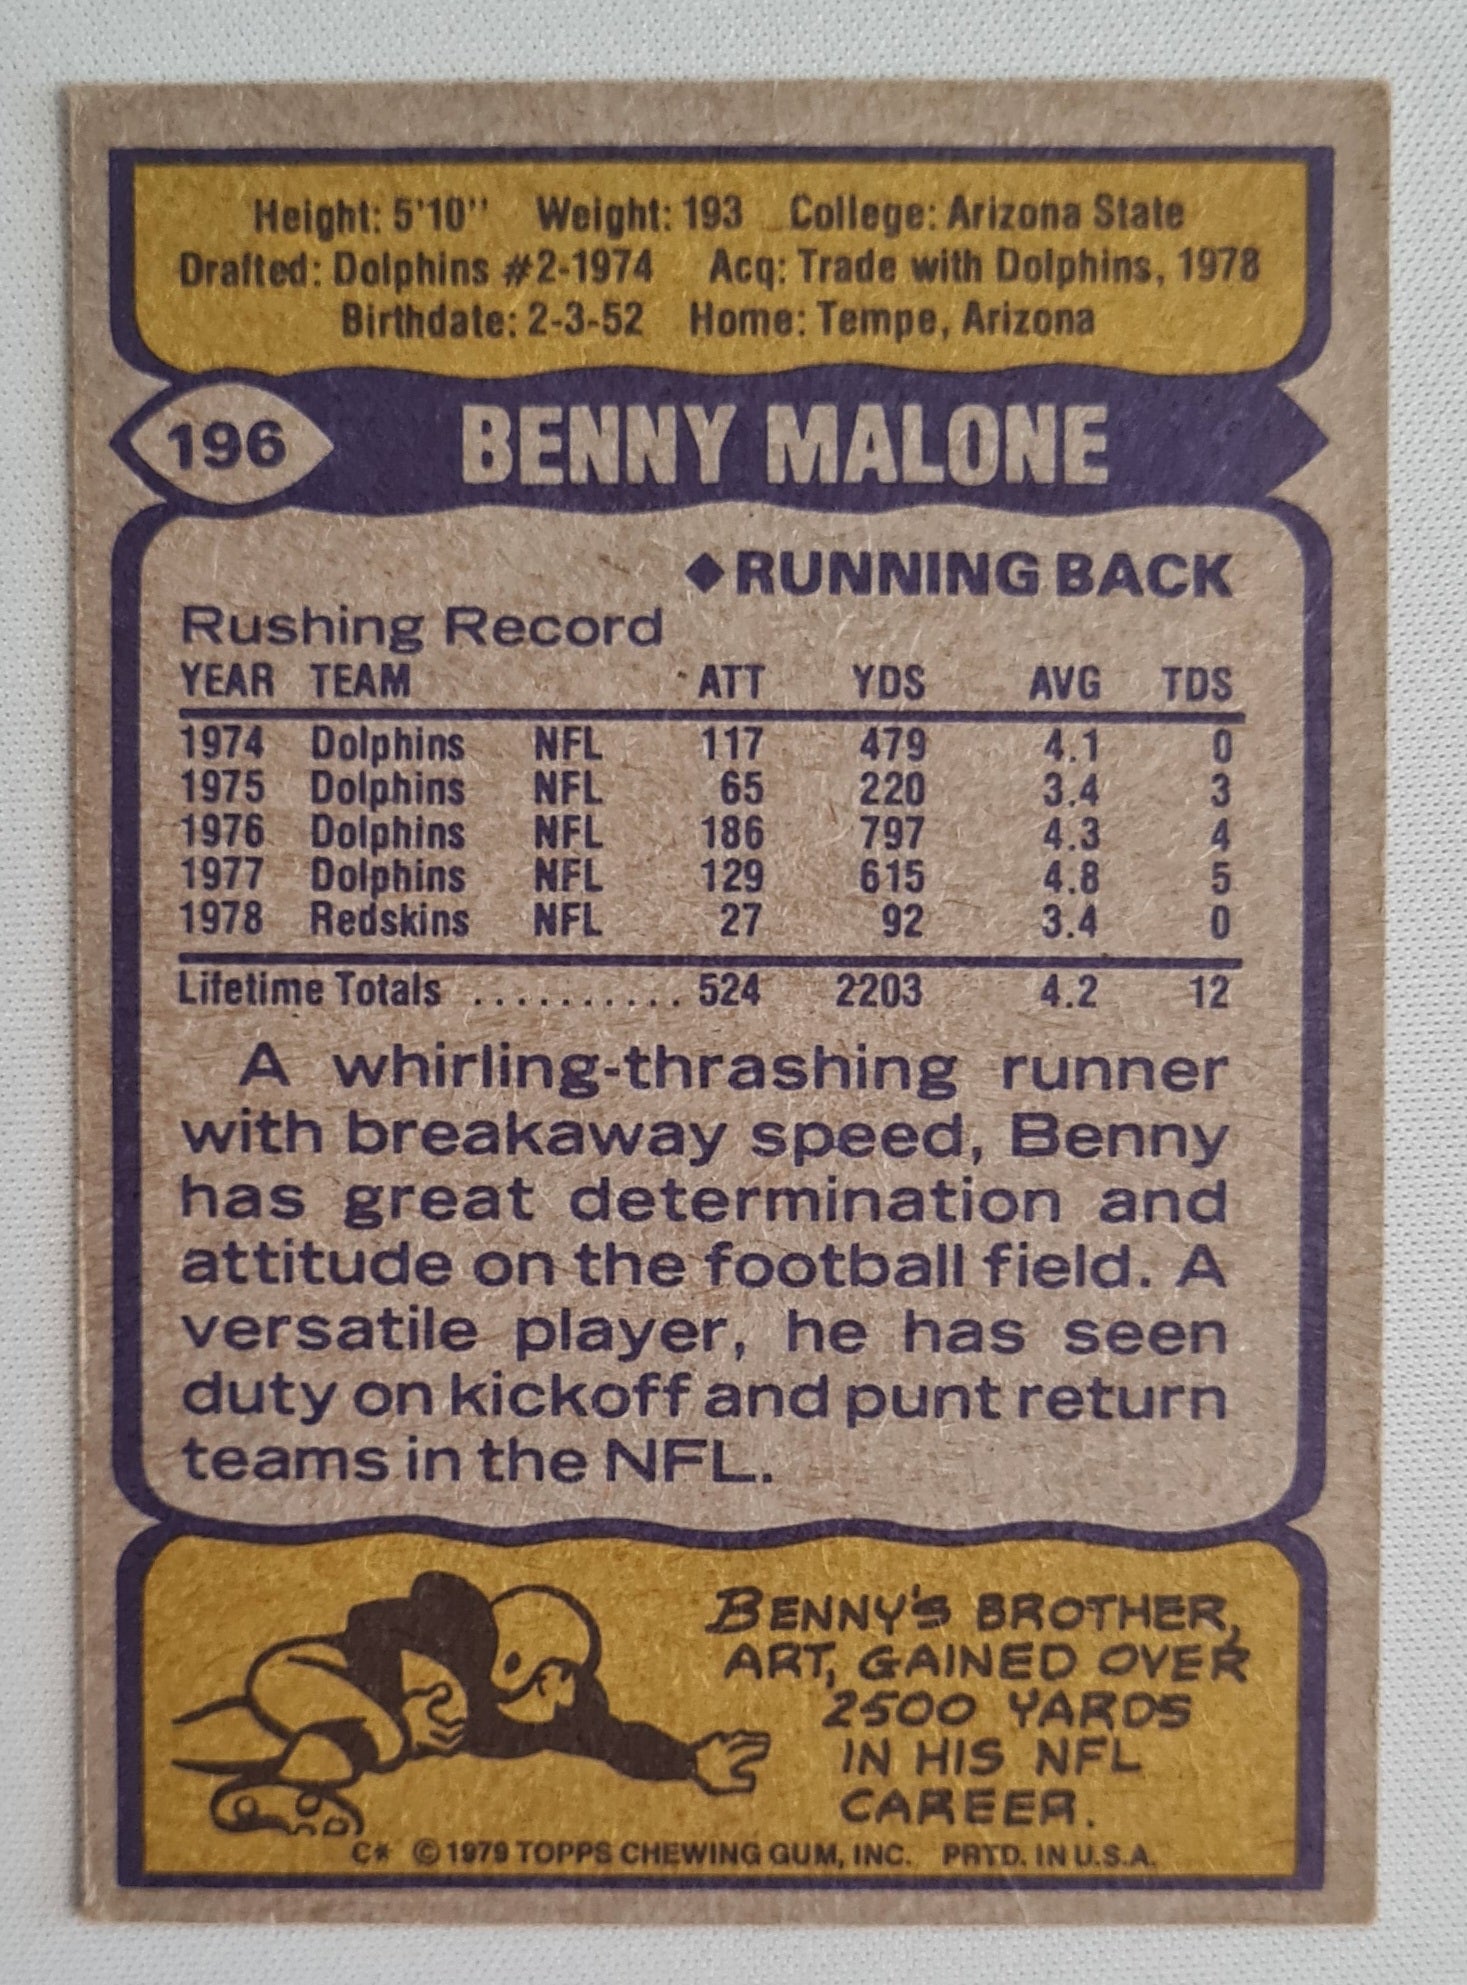 Height: 5'10" Weight: 193 College: Arizona State
Drafted: Dolphins #2-1974 Acq: Trade with Dolphins, 1978
Birthdate: 2-3-52 Home: Tempe, Arizona
196 BENNY MALONE
◆RUNNING BACK
Rushing Record
YEAR TEAM ATT YDS AVG TDS
1974 Dolphins NFL 117 479 4.1 0
1975 Dolphins NFL 65 220 3.4 3
1976 Dolphins NFL 186 797 4.3 4
1977 Dolphins NFL 129 615 4.8 5
1978 Redskins NFL 27 92 3.4 0
Lifetime Totals .......... 524 2203 4.2 12
A whirling-thrashing runner
with breakaway speed, Benny
has great determination and
attitude on the football field. A
versatile player, he has seen
duty on kickoff and punt return
teams in the NFL.
BENNY'S BROTHER,
ART, GAINED OVER
2500 YARDS
IN HIS NFL
CAREER.
C* © 1979 TOPPS CHEWING GUM, INC. PRTD. IN U.S.A.